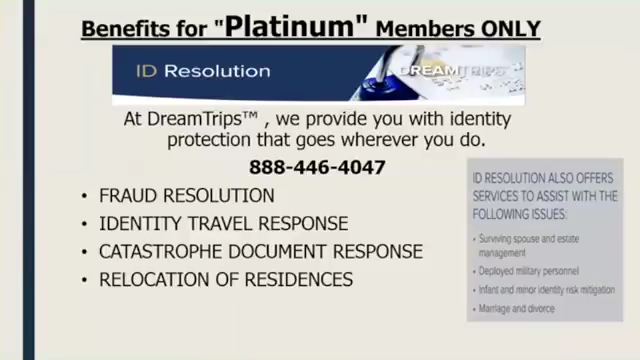 Benefits for "Platinum" Members ONLY
ID Resolution
DREAMTRIPS
At DreamTrips™ , we provide you with identity
protection that goes wherever you do.
888-446-4047
• FRAUD RESOLUTION
• IDENTITY TRAVEL RESPONSE
• CATASTROPHE DOCUMENT RESPONSE
• RELOCATION OF RESIDENCES
ID RESOLUTION ALSO OFFERS
SERVICES TO ASSIST WITH THE
FOLLOWING ISSUES:
• Surviving spouse and estate
management
• Deployed military personnel
• Infant and minor identity risk mitigation
• Marriage and divorce